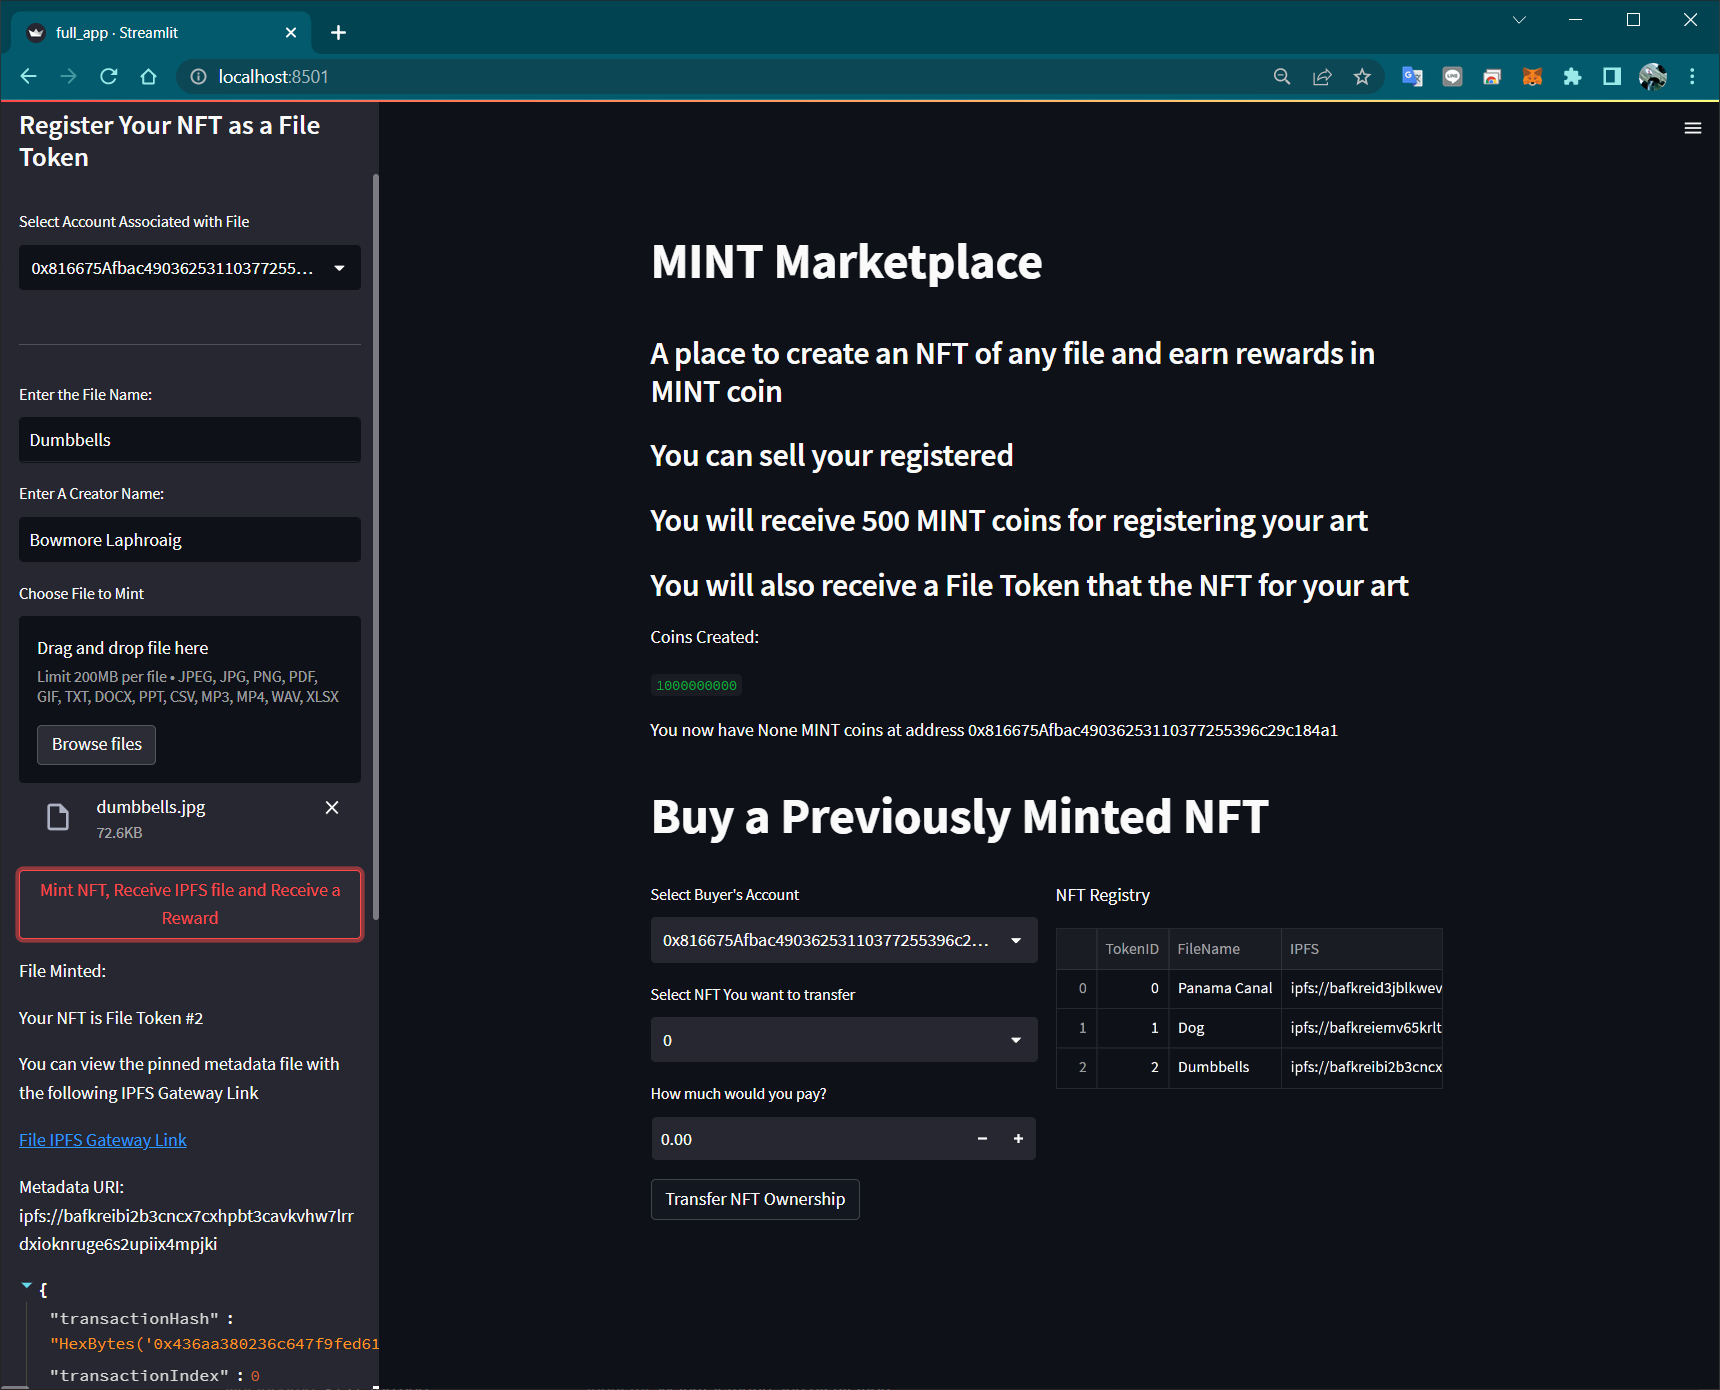 full_app · Streamlit
localhost:8501
Register Your NFT as a File
Token
Select Account Associated with File
0x816675Afbac49036253110377255...
Enter the File Name:
Dumbbells
Enter A Creator Name:
Bowmore Laphroaig
Choose File to Mint
Drag and drop file here
Limit 200MB per file • JPEG, JPG, PNG, PDF,
GIF, TXT, DOCX, PPT, CSV, MP3, MP4, WAV, XLSX
Browse files
dumbbells.jpg
72.6KB
Mint NFT, Receive IPFS file and Receive a
Reward
File Minted:
Your NFT is File Token #2
You can view the pinned metadata file with
the following IPFS Gateway Link
File IPFS Gateway Link
Metadata URI:
ipfs://bafkreibi2b3cncx7cxhpbt3cavkvhw7lrr
dxioknruge6s2upiix4mpjki
{
"transactionHash" :
"HexBytes('0x436aa380236c647f9fed61
"transactionIndex" : 0
MINT Marketplace
A place to create an NFT of any file and earn rewards in
MINT coin
You can sell your registered
You will receive 500 MINT coins for registering your art
You will also receive a File Token that the NFT for your art
Coins Created:
1000000000
You now have None MINT coins at address 0x816675Afbac49036253110377255396c29c184a1
Buy a Previously Minted NFT
Select Buyer's Account
0x816675Afbac49036253110377255396c2...
Select NFT You want to transfer
0
How much would you pay?
0.00
Transfer NFT Ownership
NFT Registry
TokenID FileName IPFS
0 0 Panama Canal ipfs://bafkreid3jblkwev
1 1 Dog ipfs://bafkreiemv65krlt
2 2 Dumbbells ipfs://bafkreibi2b3cncx